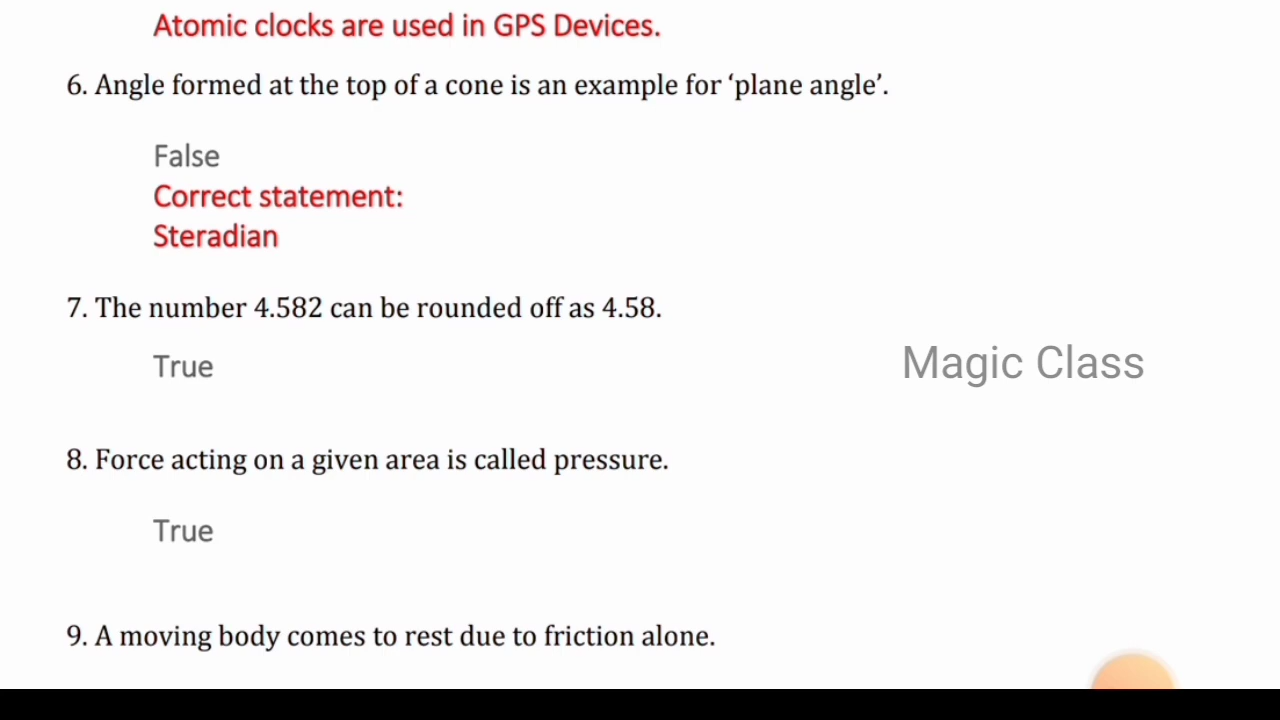 Atomic clocks are used in GPS Devices.
6. Angle formed at the top of a cone is an example for ‘plane angle’.
False
Correct statement:
Steradian
7. The number 4.582 can be rounded off as 4.58.
True
Magic Class
8. Force acting on a given area is called pressure.
True
9. A moving body comes to rest due to friction alone.